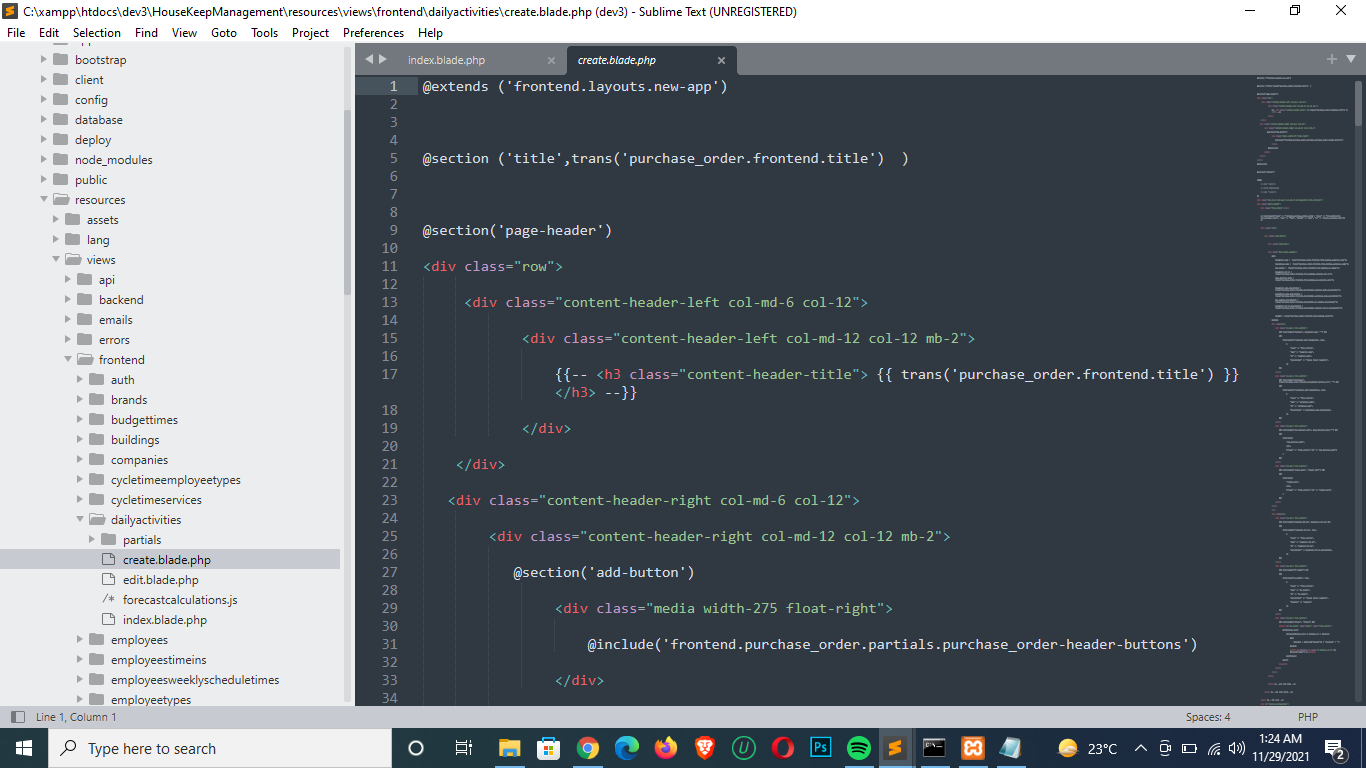 C:\xampp\htdocs\dev3\HouseKeepManagement\resources\views\frontend\dailyactivities\create.blade.php (dev3) - Sublime Text (UNREGISTERED)
File Edit Selection Find View Goto Tools Project Preferences Help
bootstrap
client
config
database
deploy
node_modules
public
resources
assets
lang
views
api
backend
emails
errors
frontend
auth
brands
budgettimes
buildings
companies
cycletimeemployeetypes
cycletimeservices
dailyactivities
partials
create.blade.php
edit.blade.php
/* forecastcalculations.js
index.blade.php
employees
employeestimeins
employeesweeklyscheduletimes
employeetypes
index.blade.php × create.blade.php ×
1 @extends ('frontend.layouts.new-app')
2
3
4
5 @section ('title',trans('purchase_order.frontend.title')  )
6
7
8
9 @section('page-header')
10
11 <div class="row">
12
13 <div class="content-header-left col-md-6 col-12">
14
15 <div class="content-header-left col-md-12 col-12 mb-2">
16
17 {{-- <h3 class="content-header-title"> {{ trans('purchase_order.frontend.title') }}
</h3> --}}
18
19 </div>
20
21 </div>
22
23 <div class="content-header-right col-md-6 col-12">
24
25 <div class="content-header-right col-md-12 col-12 mb-2">
26
27 @section('add-button')
28
29 <div class="media width-275 float-right">
30
31 @include('frontend.purchase_order.partials.purchase_order-header-buttons')
32
33 </div>
34
Line 1, Column 1 Spaces: 4 PHP
Type here to search
Ps
23°C
1:24 AM
11/29/2021
2